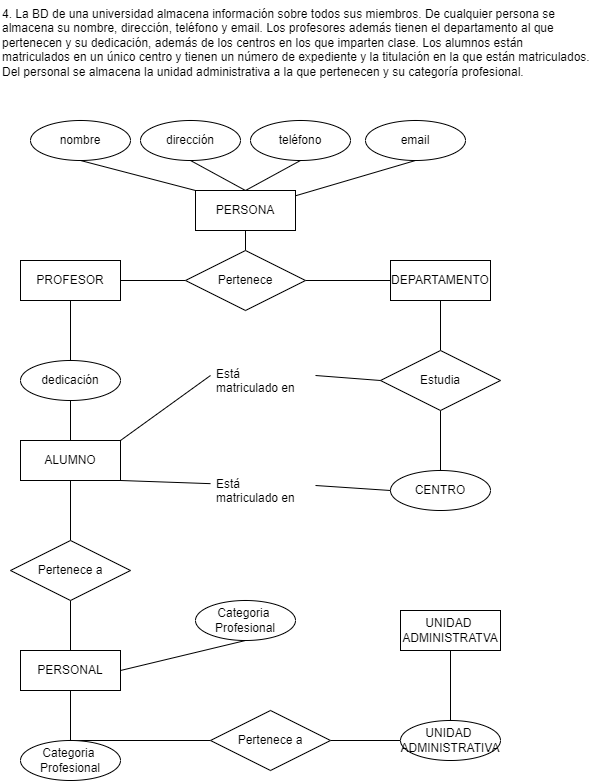 4. La BD de una universidad almacena información sobre todos sus miembros. De cualquier persona se
almacena su nombre, dirección, teléfono y email. Los profesores además tienen el departamento al que
pertenecen y su dedicación, además de los centros en los que imparten clase. Los alumnos están
matriculados en un único centro y tienen un número de expediente y la titulación en la que están matriculados.
Del personal se almacena la unidad administrativa a la que pertenecen y su categoría profesional.
nombre
dirección
teléfono
email
PERSONA
PROFESOR
Pertenece
DEPARTAMENTO
dedicación
Está
matriculado en
Estudia
ALUMNO
Está
matriculado en
CENTRO
Pertenece a
Categoria
Profesional
UNIDAD
ADMINISTRATVA
PERSONAL
Categoria
Profesional
Pertenece a
UNIDAD
ADMINISTRATIVA